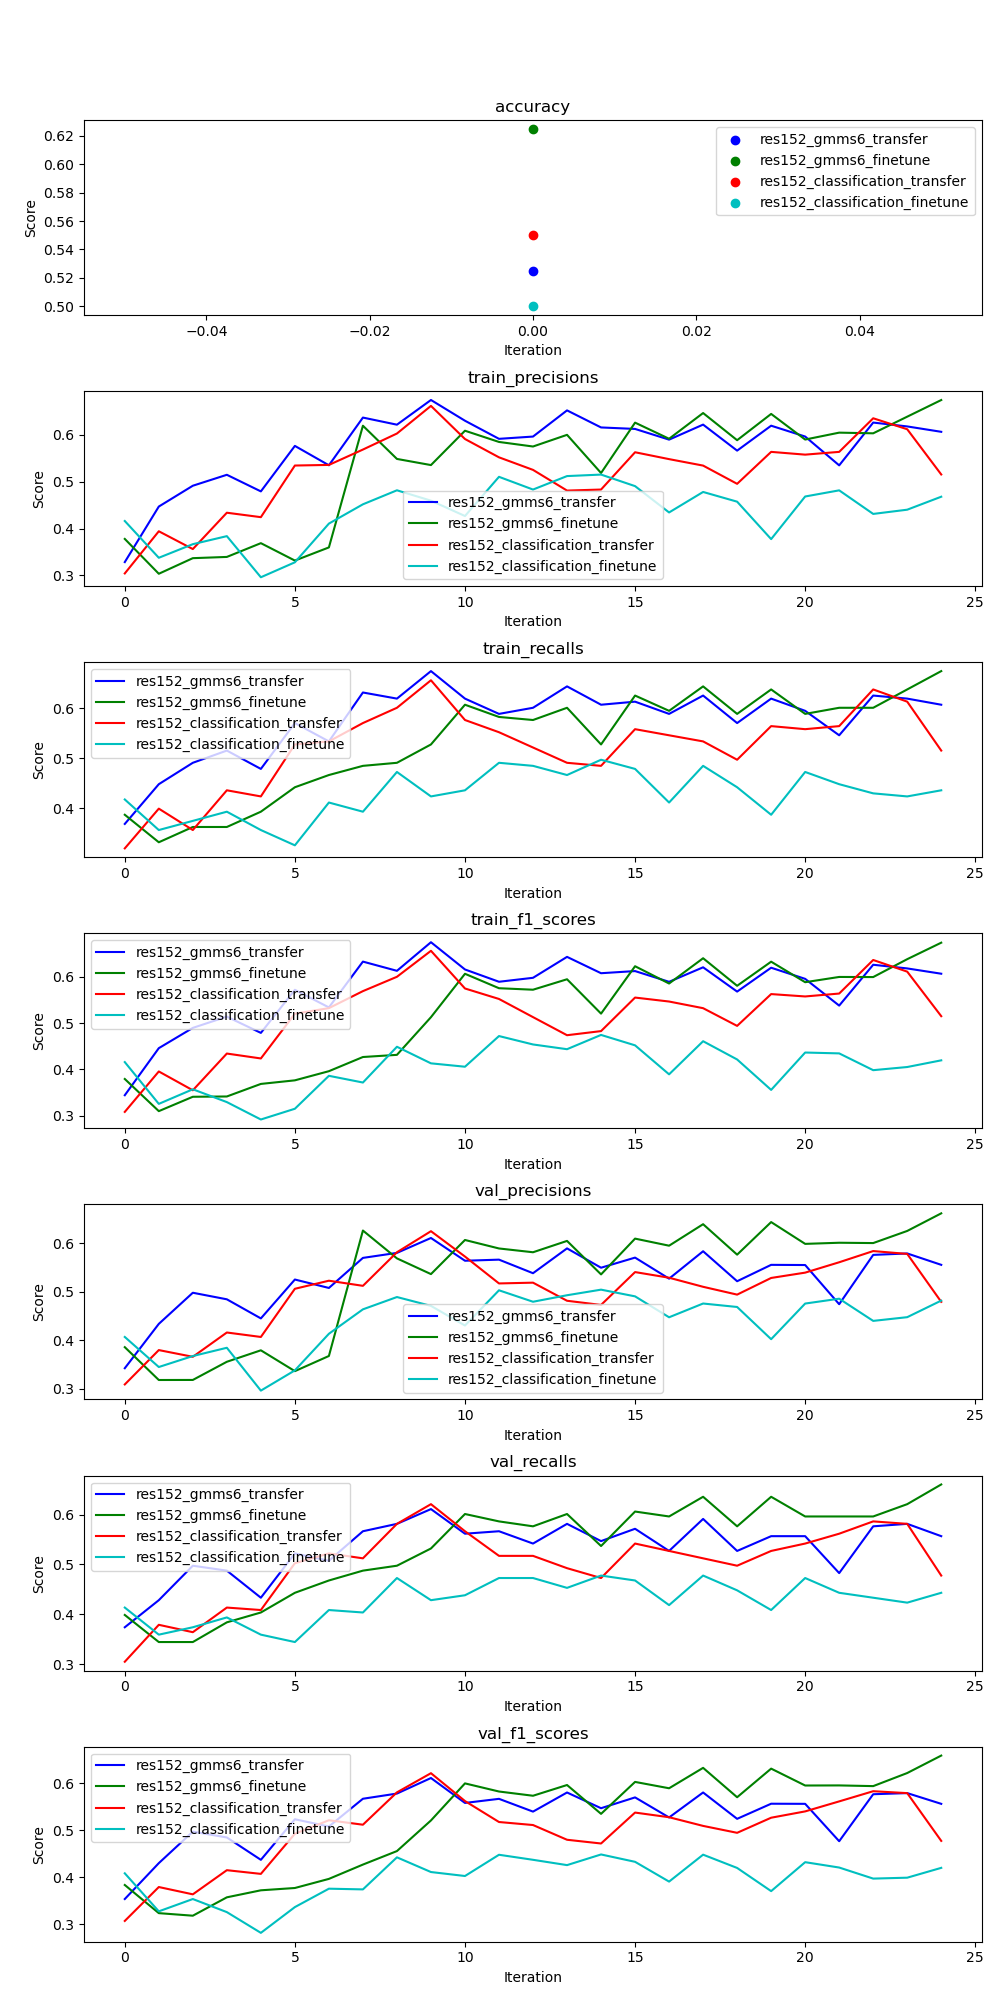 accuracy
0.62
0.60
0.58
0.56
0.54
0.52
0.50
Score
res152_gmms6_transfer
res152_gmms6_finetune
res152_classification_transfer
res152_classification_finetune
−0.04 −0.02 0.00 0.02 0.04
Iteration
train_precisions
0.6
0.5
0.4
0.3
Score
res152_gmms6_transfer
res152_gmms6_finetune
res152_classification_transfer
res152_classification_finetune
0 5 10 15 20 25
Iteration
train_recalls
0.6
0.5
0.4
Score
res152_gmms6_transfer
res152_gmms6_finetune
res152_classification_transfer
res152_classification_finetune
0 5 10 15 20 25
Iteration
train_f1_scores
0.6
0.5
0.4
0.3
Score
res152_gmms6_transfer
res152_gmms6_finetune
res152_classification_transfer
res152_classification_finetune
0 5 10 15 20 25
Iteration
val_precisions
0.6
0.5
0.4
0.3
Score
res152_gmms6_transfer
res152_gmms6_finetune
res152_classification_transfer
res152_classification_finetune
0 5 10 15 20 25
Iteration
val_recalls
0.6
0.5
0.4
0.3
Score
res152_gmms6_transfer
res152_gmms6_finetune
res152_classification_transfer
res152_classification_finetune
0 5 10 15 20 25
Iteration
val_f1_scores
0.6
0.5
0.4
0.3
Score
res152_gmms6_transfer
res152_gmms6_finetune
res152_classification_transfer
res152_classification_finetune
0 5 10 15 20 25
Iteration